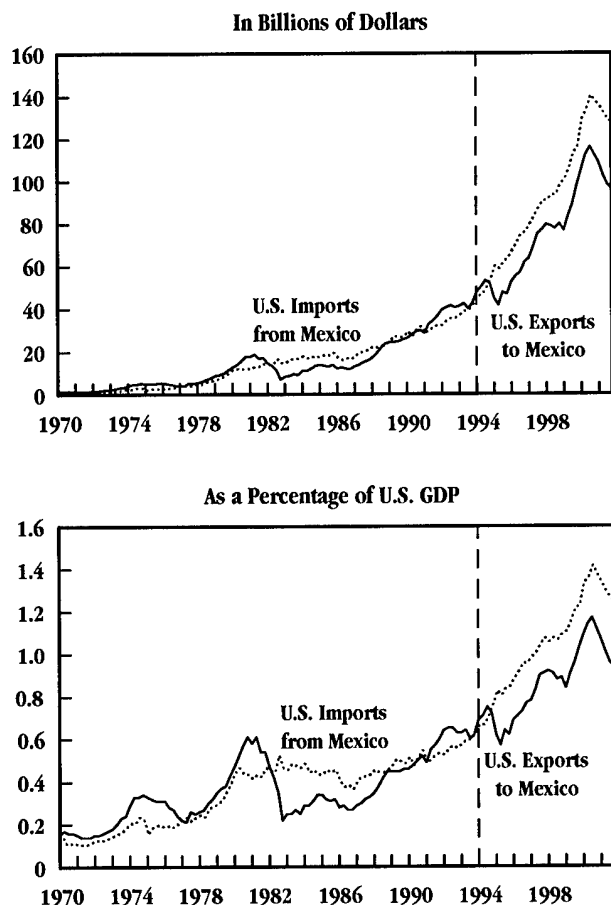 In Billions of Dollars
160
140
120
100
80
60
40
20
0
U.S. Imports
from Mexico
U.S. Exports
to Mexico
1970 1974 1978 1982 1986 1990 1994 1998
As a Percentage of U.S. GDP
1.6
1.4
1.2
1.0
0.8
0.6
0.4
0.2
0
U.S. Imports
from Mexico
U.S. Exports
to Mexico
1970 1974 1978 1982 1986 1990 1994 1998